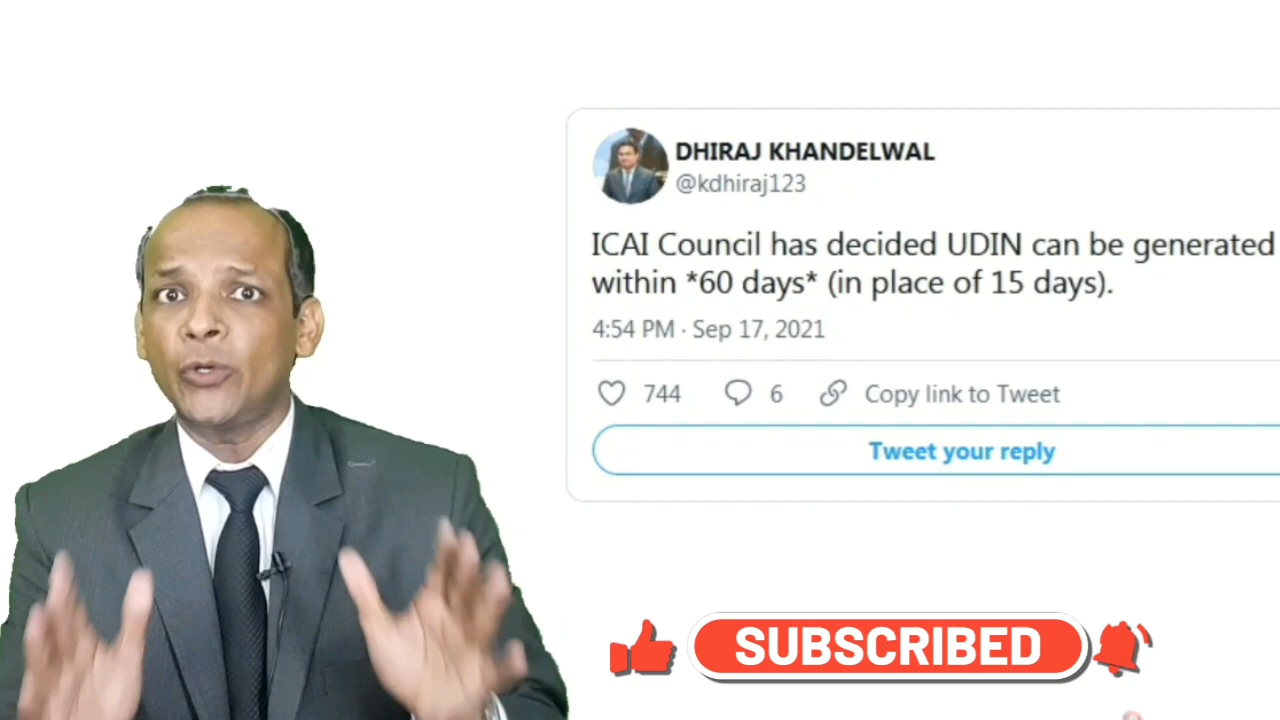 DHIRAJ KHANDELWAL
@kdhiraj123
ICAI Council has decided UDIN can be generated
within *60 days* (in place of 15 days).
4:54 PM · Sep 17, 2021
744 6 Copy link to Tweet
Tweet your reply
SUBSCRIBED